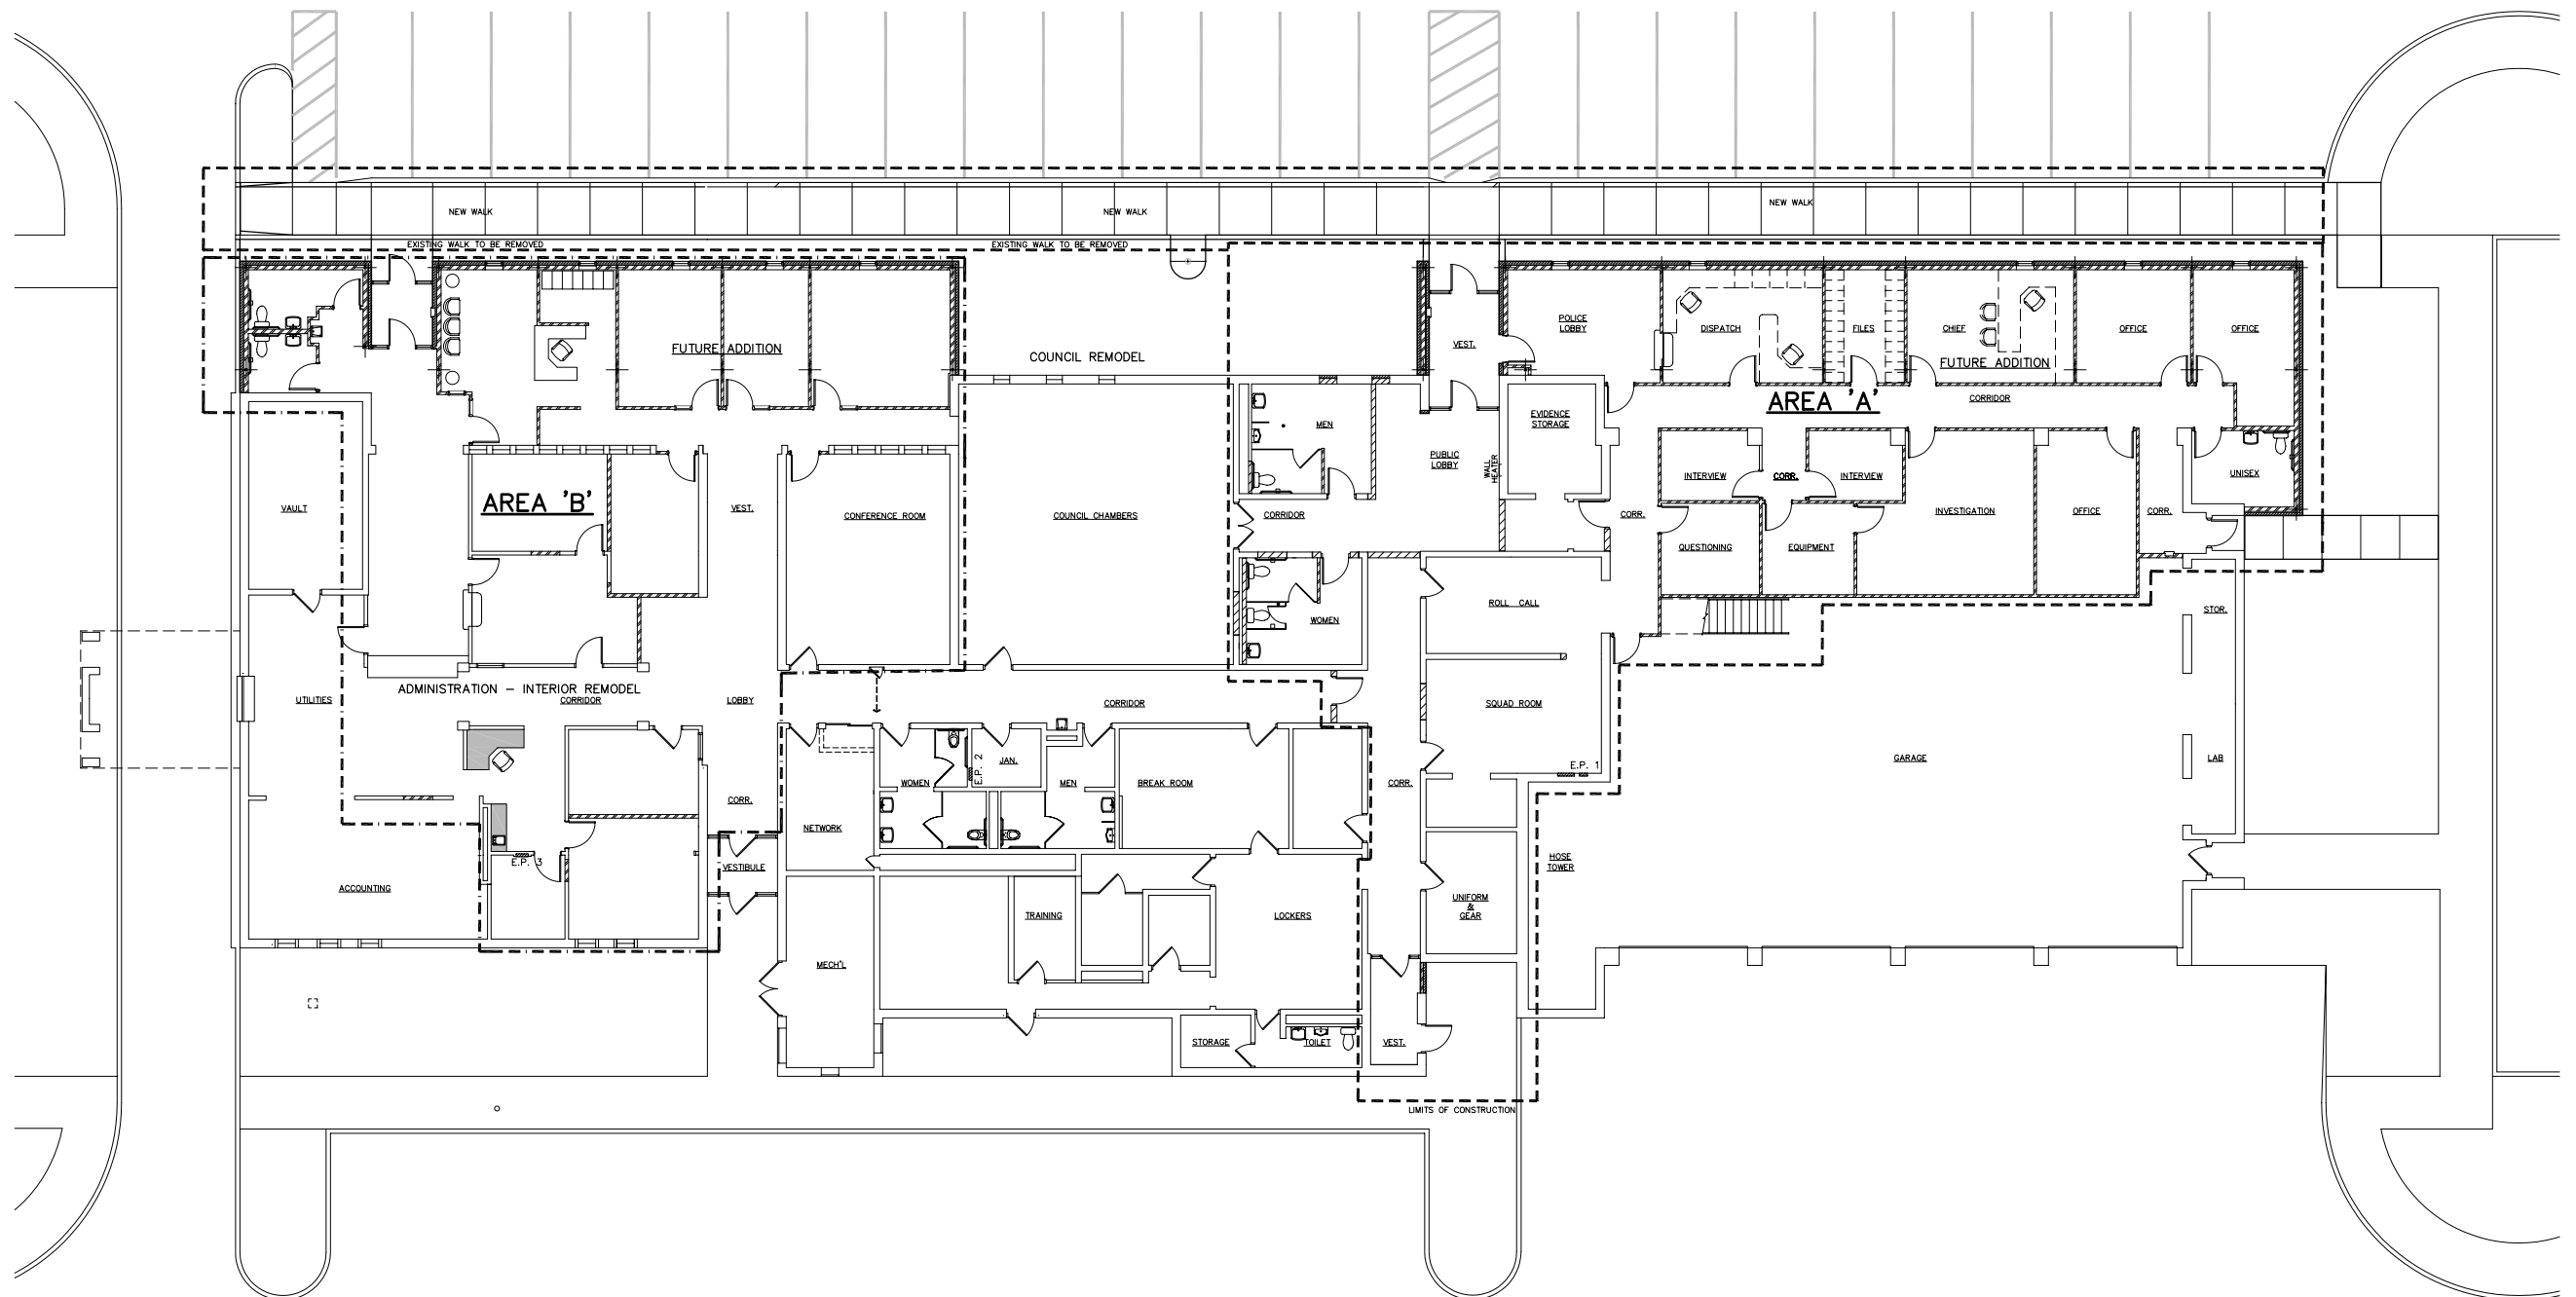 NEW WALK
NEW WALK
NEW WALK
EXISTING WALK TO BE REMOVED
EXISTING WALK TO BE REMOVED
POLICE
LOBBY
DISPATCH
FILES
CHIEF
OFFICE
OFFICE
FUTURE ADDITION
COUNCIL REMODEL
VEST.
FUTURE ADDITION
AREA 'A'
CORRIDOR
EVIDENCE
STORAGE
MEN
PUBLIC
LOBBY
WALL
HEATER
INTERVIEW
CORR.
INTERVIEW
UNISEX
AREA 'B'
VAULT
VEST.
CONFERENCE ROOM
COUNCIL CHAMBERS
CORRIDOR
CORR.
INVESTIGATION
OFFICE
CORR.
QUESTIONING
EQUIPMENT
ROLL CALL
WOMEN
STOR.
ADMINISTRATION - INTERIOR REMODEL
UTILITIES
CORRIDOR
LOBBY
CORRIDOR
SQUAD ROOM
GARAGE
LAB
E.P. 1
E.P. 2
JAN.
WOMEN
MEN
BREAK ROOM
CORR.
CORR.
NETWORK
E.P. 3
VESTIBULE
HOSE
TOWER
ACCOUNTING
TRAINING
LOCKERS
UNIFORM
&
GEAR
MECH'L
STORAGE
TOILET
VEST.
LIMITS OF CONSTRUCTION